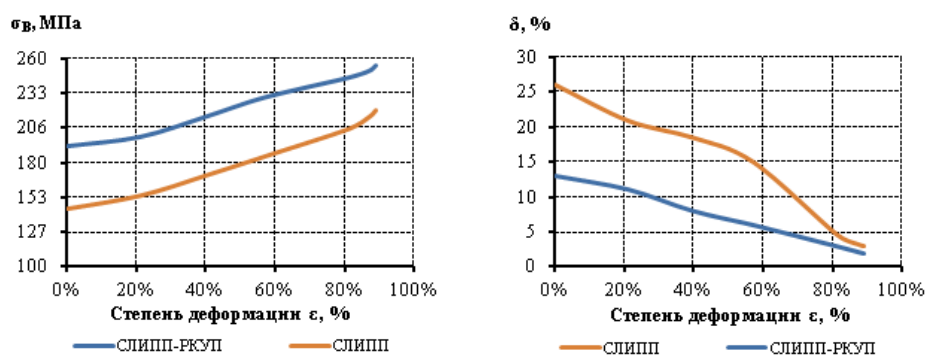 σВ, МПа
260
233
206
180
153
127
100
0% 20% 40% 60% 80% 100%
Степень деформации ε, %
СЛИПП-РКУП СЛИПП
δ, %
30
25
20
15
10
5
0
0% 20% 40% 60% 80% 100%
Степень деформации ε, %
СЛИПП СЛИПП-РКУП